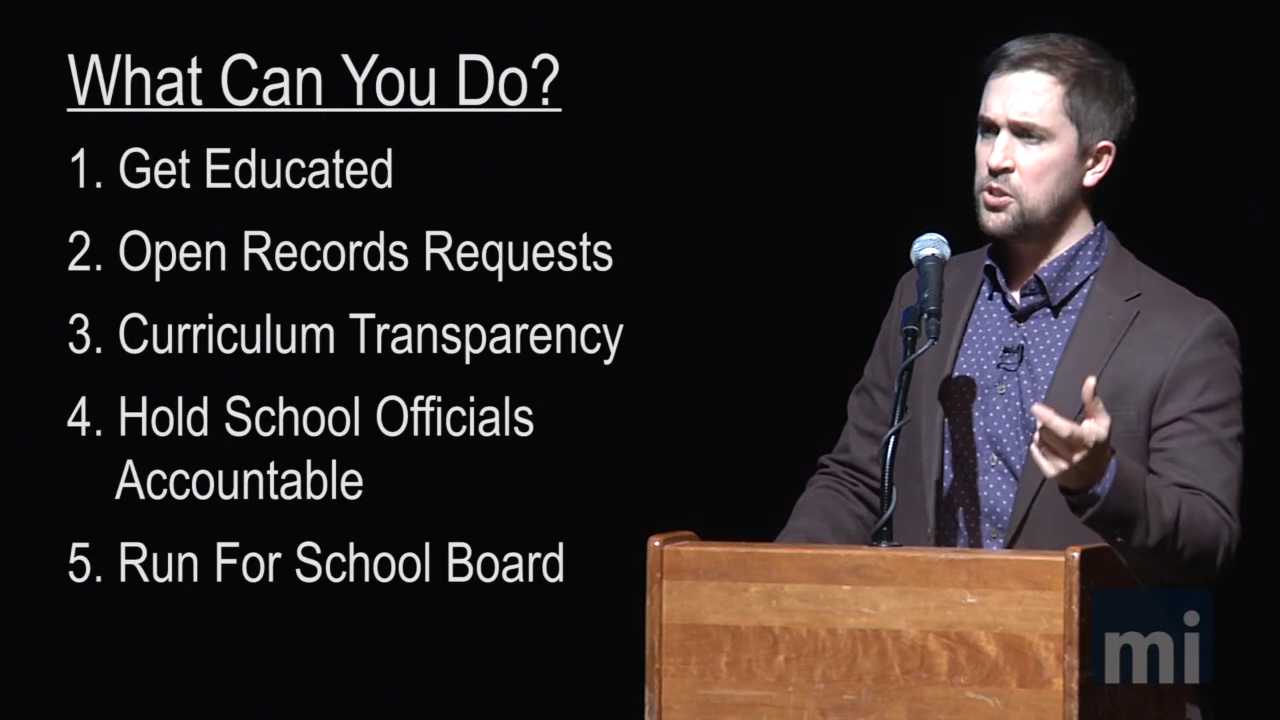 What Can You Do?
1. Get Educated
2. Open Records Requests
3. Curriculum Transparency
4. Hold School Officials
Accountable
5. Run For School Board
mi